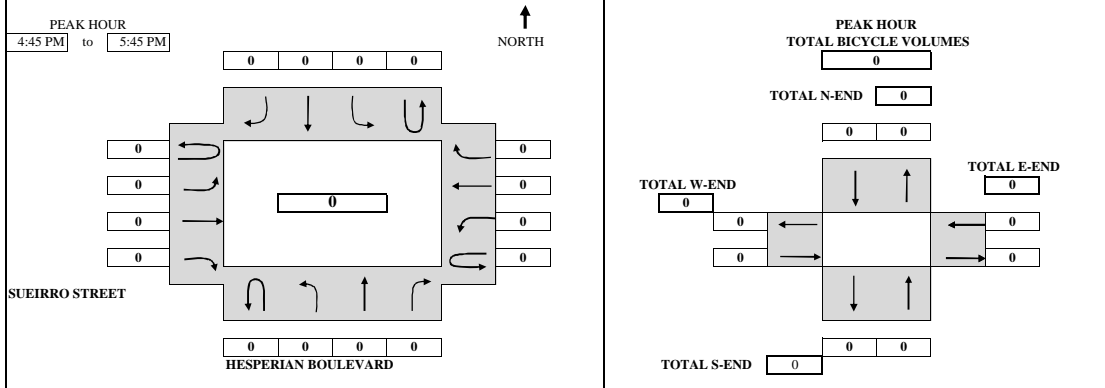 PEAK HOUR
4:45 PM to 5:45 PM
NORTH
0 0 0 0
0 0
0 0
0
0 0
0 0
SUEIRRO STREET
0 0 0 0
HESPERIAN BOULEVARD
PEAK HOUR
TOTAL BICYCLE VOLUMES
0
TOTAL N-END 0
0 0
TOTAL E-END
0
TOTAL W-END
0
0 0
0 0
0 0
TOTAL S-END 0